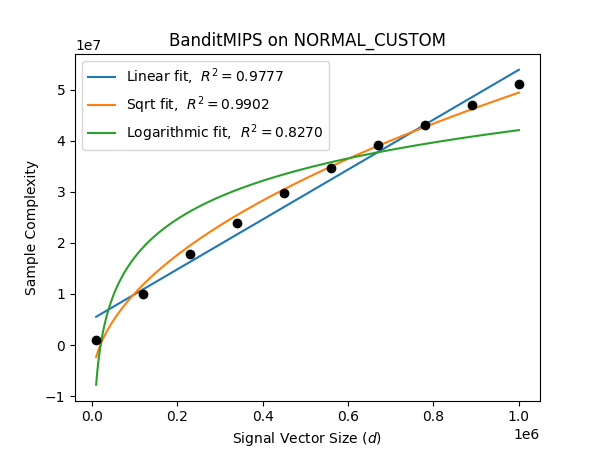 BanditMIPS on NORMAL_CUSTOM
1e7
Linear fit, R² = 0.9777
Sqrt fit, R² = 0.9902
Logarithmic fit, R² = 0.8270
5
4
3
2
1
0
−1
Sample Complexity
0.0 0.2 0.4 0.6 0.8 1.0
1e6
Signal Vector Size (d)